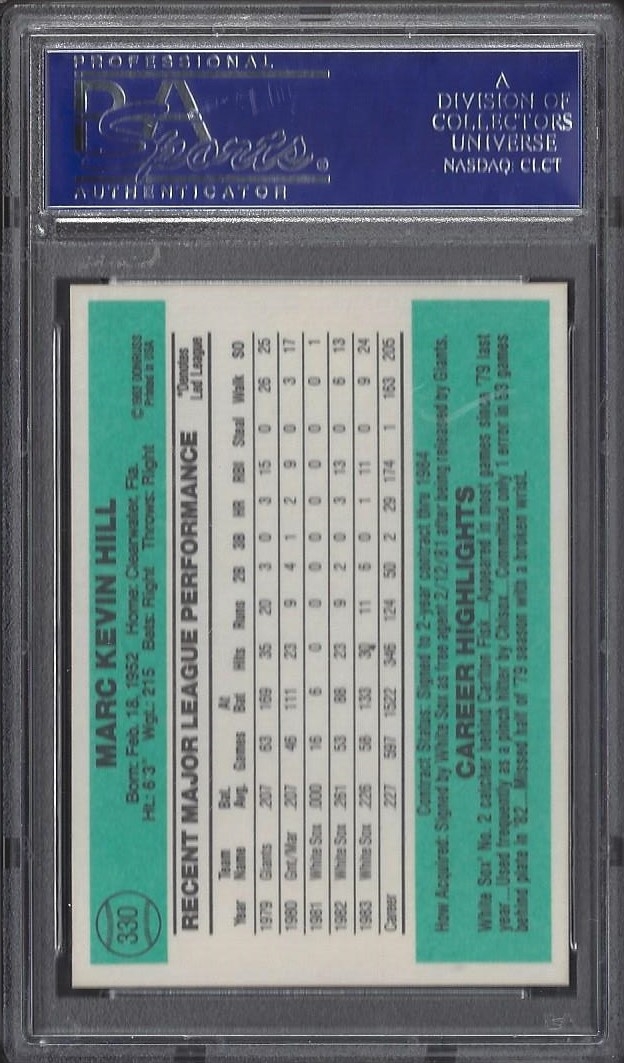 PROFESSIONAL
PSA
Sports®
AUTHENTICATOR
A
DIVISION OF
COLLECTORS
UNIVERSE
NASDAQ: CLCT
330
MARC KEVIN HILL
Born: Feb. 18, 1952 Home: Clearwater, Fla.
Ht.: 6'3" Wgt.: 215 Bats: Right Throws: Right
© 1983 DONRUSS
Printed in USA
RECENT MAJOR LEAGUE PERFORMANCE
*Denotes
Led League
Year Team Name Bat. Avg. Games At Bat Hits Runs 2B 3B HR RBI Steal Walk SO
1979 Giants .207 63 169 35 20 3 0 3 15 0 26 25
1980 Gnt/Mar .207 46 111 23 9 4 1 2 9 0 3 17
1981 White Sox .000 16 6 0 0 0 0 0 0 0 0 1
1982 White Sox .261 53 88 23 9 2 0 3 13 0 6 13
1983 White Sox .226 58 133 30 11 6 0 1 11 0 9 24
Career .227 597 1522 346 124 50 2 29 174 1 163 205
Contract Status: Signed to 2-year contract thru 1984
How Acquired: Signed by White Sox as free agent 2/12/81 after being released by Giants.
CAREER HIGHLIGHTS
White Sox' No. 2 catcher behind Carlton Fisk...Appeared in most games since '79 last
year...Used frequently as a pinch hitter by Chisox...Committed only 1 error in 53 games
behind plate in '82...Missed half of '79 season with a broken wrist.